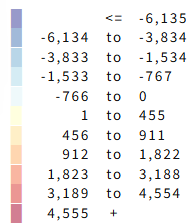 <= -6,135
-6,134 to -3,834
-3,833 to -1,534
-1,533 to -767
-766 to 0
1 to 455
456 to 911
912 to 1,822
1,823 to 3,188
3,189 to 4,554
4,555 +